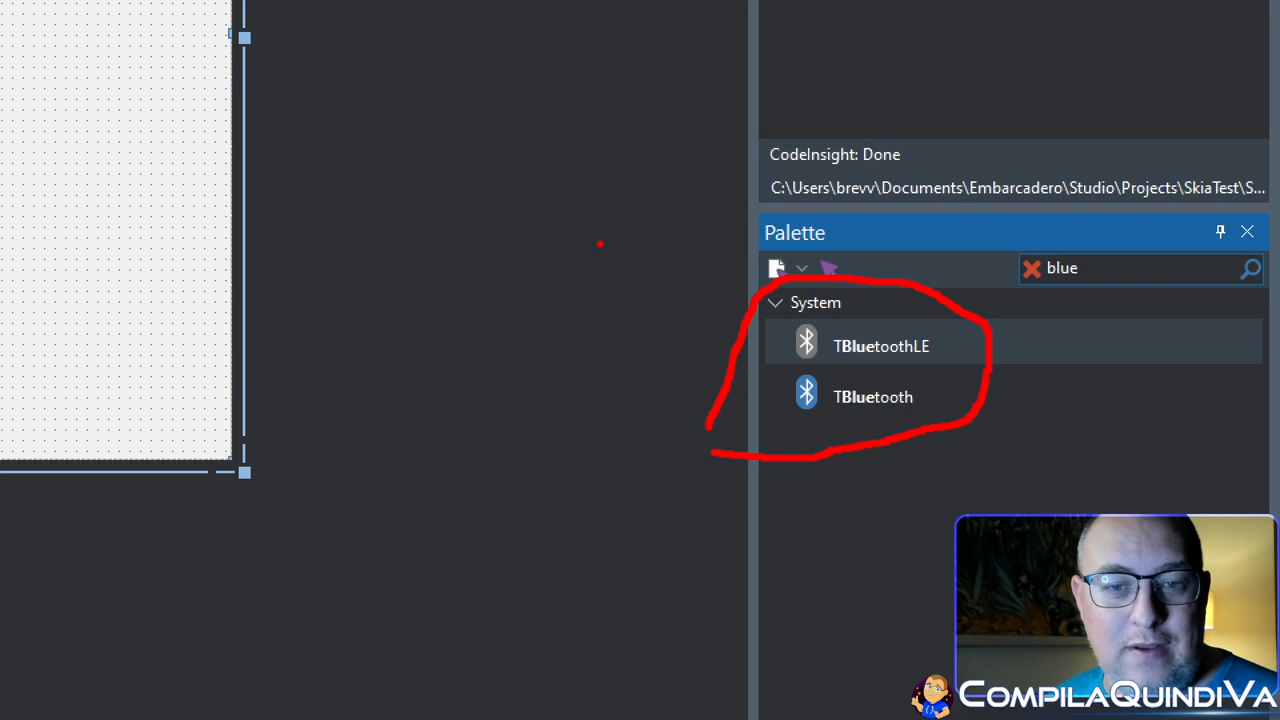 CodeInsight: Done
C:\Users\brevv\Documents\Embarcadero\Studio\Projects\SkiaTest\S...
Palette
blue
System
TBluetoothLE
TBluetooth
CompilaQuindiVa